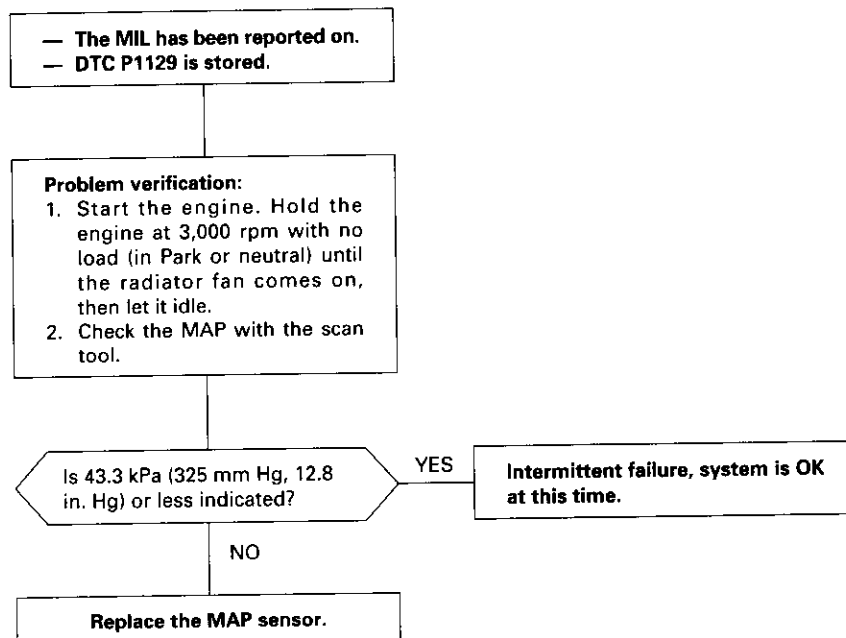 — The MIL has been reported on.
— DTC P1129 is stored.
Problem verification:
1. Start the engine. Hold the
engine at 3,000 rpm with no
load (in Park or neutral) until
the radiator fan comes on,
then let it idle.
2. Check the MAP with the scan
tool.
Is 43.3 kPa (325 mm Hg, 12.8
in. Hg) or less indicated?
YES
Intermittent failure, system is OK
at this time.
NO
Replace the MAP sensor.